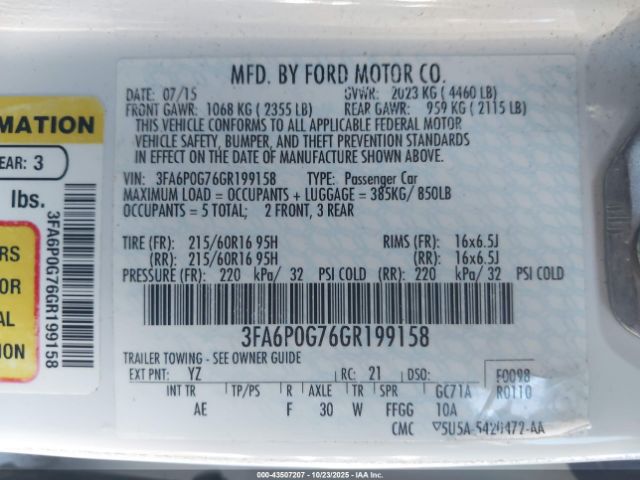 MFD. BY FORD MOTOR CO.
DATE: 07/15 GVWR: 2023 KG ( 4460 LB)
FRONT GAWR: 1068 KG ( 2355 LB) REAR GAWR: 959 KG ( 2115 LB)
THIS VEHICLE CONFORMS TO ALL APPLICABLE FEDERAL MOTOR
VEHICLE SAFETY, BUMPER, AND THEFT PREVENTION STANDARDS
IN EFFECT ON THE DATE OF MANUFACTURE SHOWN ABOVE.
VIN: 3FA6P0G76GR199158 TYPE: Passenger Car
MAXIMUM LOAD = OCCUPANTS + LUGGAGE = 385KG/ 850LB
OCCUPANTS = 5 TOTAL; 2 FRONT, 3 REAR
TIRE (FR): 215/60R16 95H RIMS (FR): 16x6.5J
(RR): 215/60R16 95H (RR): 16x6.5J
PRESSURE (FR): 220 kPa/ 32 PSI COLD (RR): 220 kPa/ 32 PSI COLD
3FA6P0G76GR199158
TRAILER TOWING - SEE OWNER GUIDE
EXT PNT: YZ RC: 21 DSO: F0098
INT TR TP/PS R AXLE TR SPR GC71A R0110
AE F 30 W FFGG 10A
CMC 5U5A-5420472-AA
RMATION
EAR: 3
lbs.
RS
OR
AL
ION
3FA6P0G76GR199158
© 43507207 - 10/23/2025 - IAAI.COM